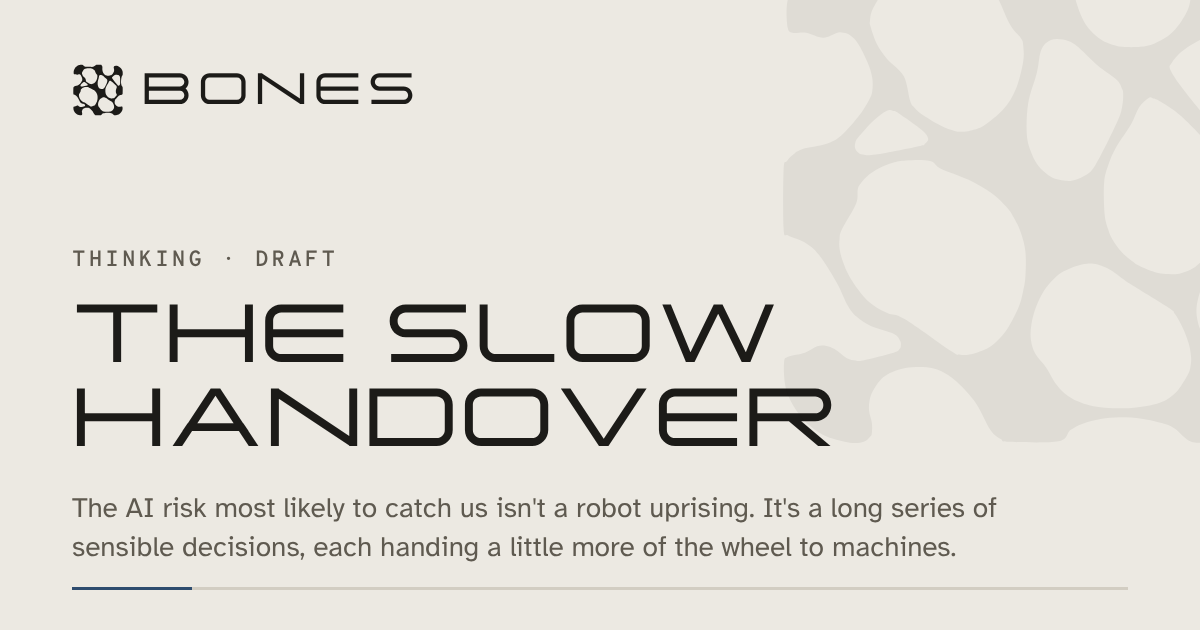 BONES
THINKING · DRAFT
THE SLOW
HANDOVER
The AI risk most likely to catch us isn't a robot uprising. It's a long series of
sensible decisions, each handing a little more of the wheel to machines.